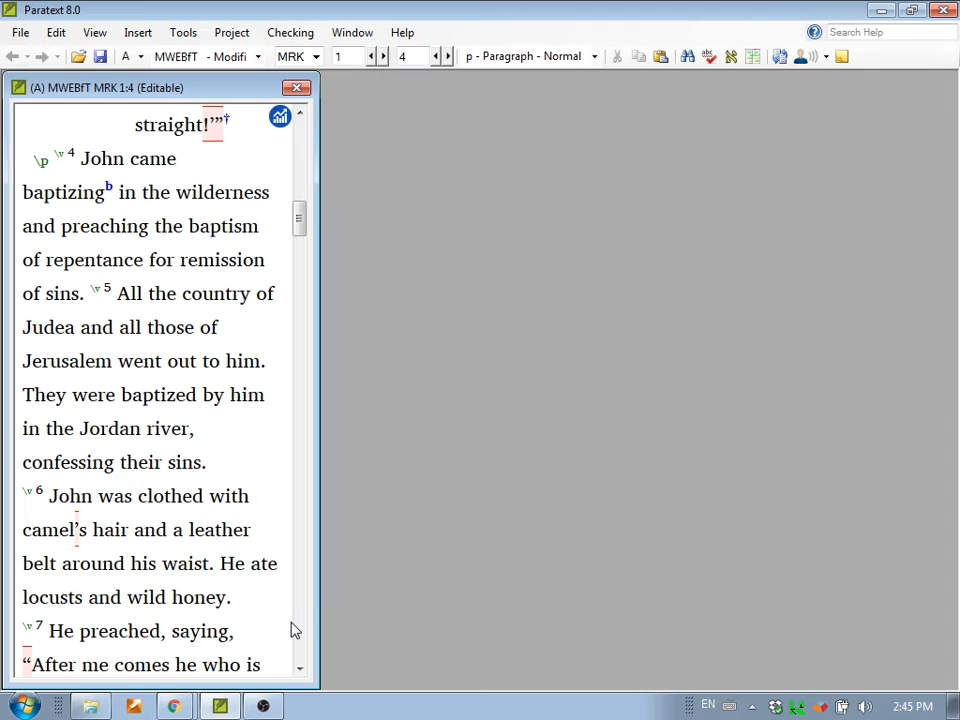 Paratext 8.0
File Edit View Insert Tools Project Checking Window Help Search Help
A MWEBfT - Modifi MRK 1 4 p - Paragraph - Normal
(A) MWEBfT MRK 1:4 (Editable)
straight!’”†
\p \v 4 John came
baptizingb in the wilderness
and preaching the baptism
of repentance for remission
of sins. \v 5 All the country of
Judea and all those of
Jerusalem went out to him.
They were baptized by him
in the Jordan river,
confessing their sins.
\v 6 John was clothed with
camel’s hair and a leather
belt around his waist. He ate
locusts and wild honey.
\v 7 He preached, saying,
“After me comes he who is
EN 2:45 PM